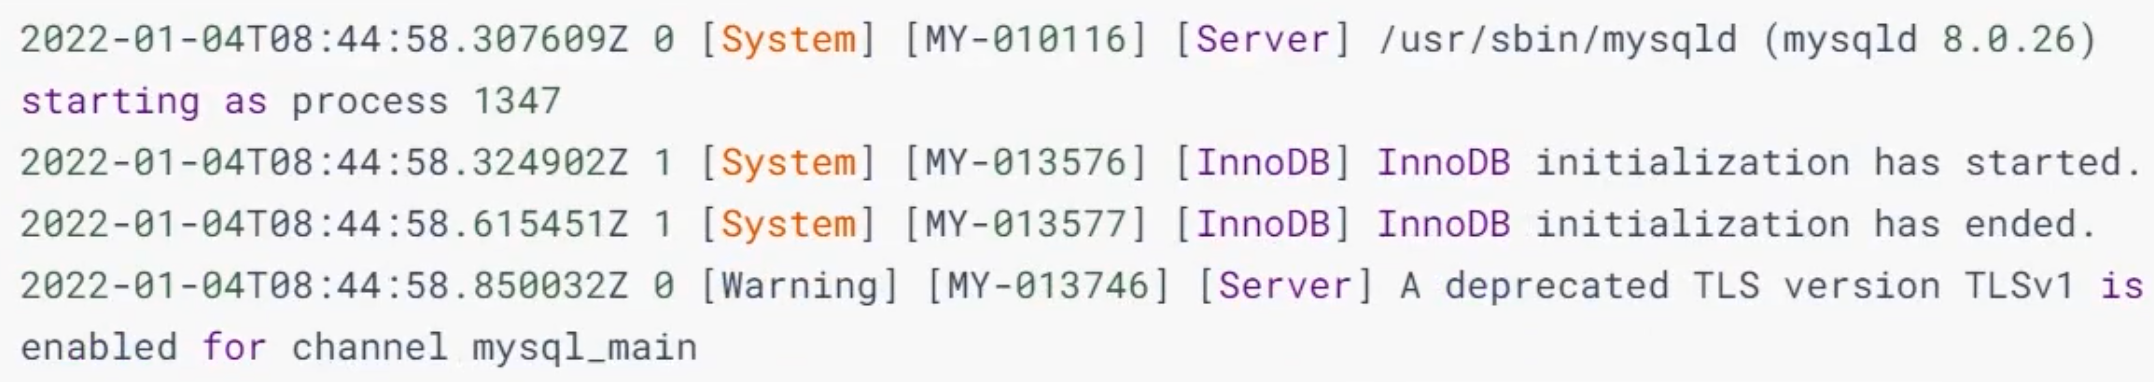 2022-01-04T08:44:58.307609Z 0 [System] [MY-010116] [Server] /usr/sbin/mysqld (mysqld 8.0.26)
starting as process 1347
2022-01-04T08:44:58.324902Z 1 [System] [MY-013576] [InnoDB] InnoDB initialization has started.
2022-01-04T08:44:58.615451Z 1 [System] [MY-013577] [InnoDB] InnoDB initialization has ended.
2022-01-04T08:44:58.850032Z 0 [Warning] [MY-013746] [Server] A deprecated TLS version TLSv1 is
enabled for channel mysql_main